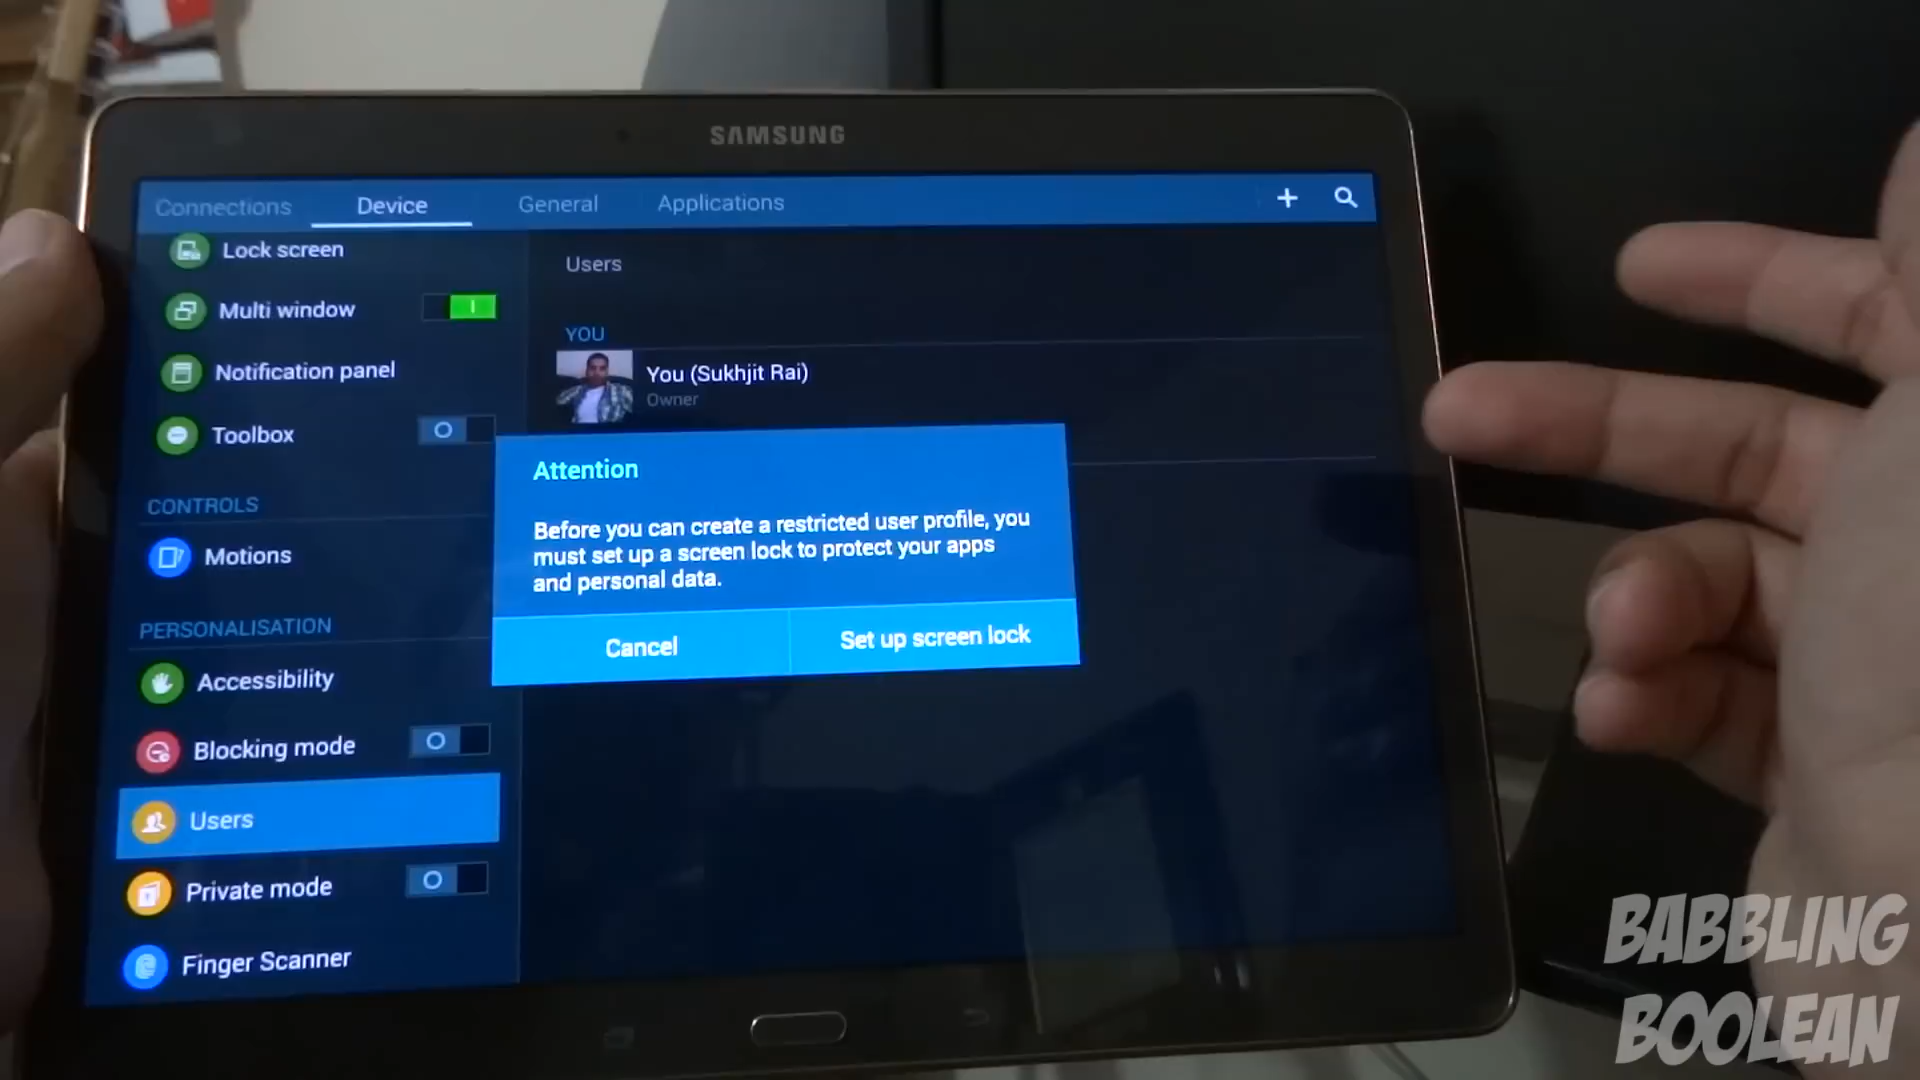 SAMSUNG
Connections
Device
General
Applications
Lock screen
Multi window
Notification panel
Toolbox
CONTROLS
Motions
PERSONALISATION
Accessibility
Blocking mode
Users
Private mode
Finger Scanner
Users
YOU
You (Sukhjit Rai)
Owner
Attention
Before you can create a restricted user profile, you
must set up a screen lock to protect your apps
and personal data.
Cancel
Set up screen lock
BABBLING
BOOLEAN